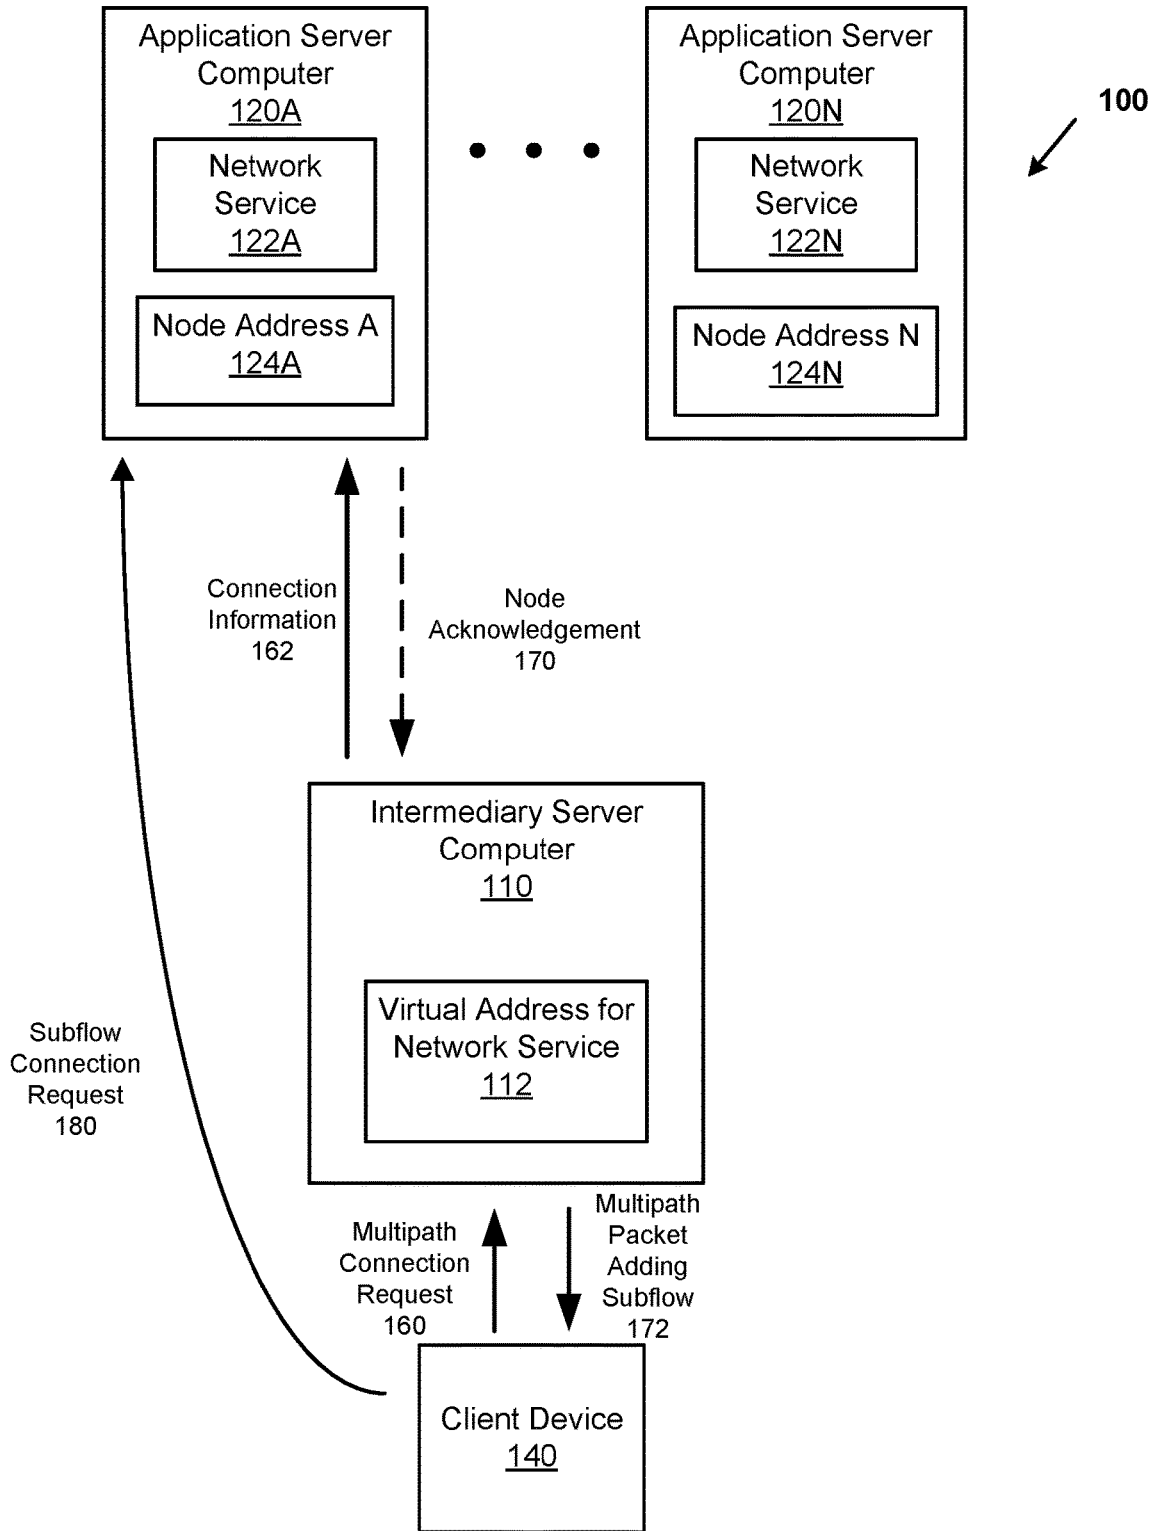 Application Server
Computer
120A
Network
Service
122A
Node Address A
124A
Application Server
Computer
120N
Network
Service
122N
Node Address N
124N
100
Connection
Information
162
Node
Acknowledgement
170
Intermediary Server
Computer
110
Virtual Address for
Network Service
112
Subflow
Connection
Request
180
Multipath
Connection
Request
160
Multipath
Packet
Adding
Subflow
172
Client Device
140